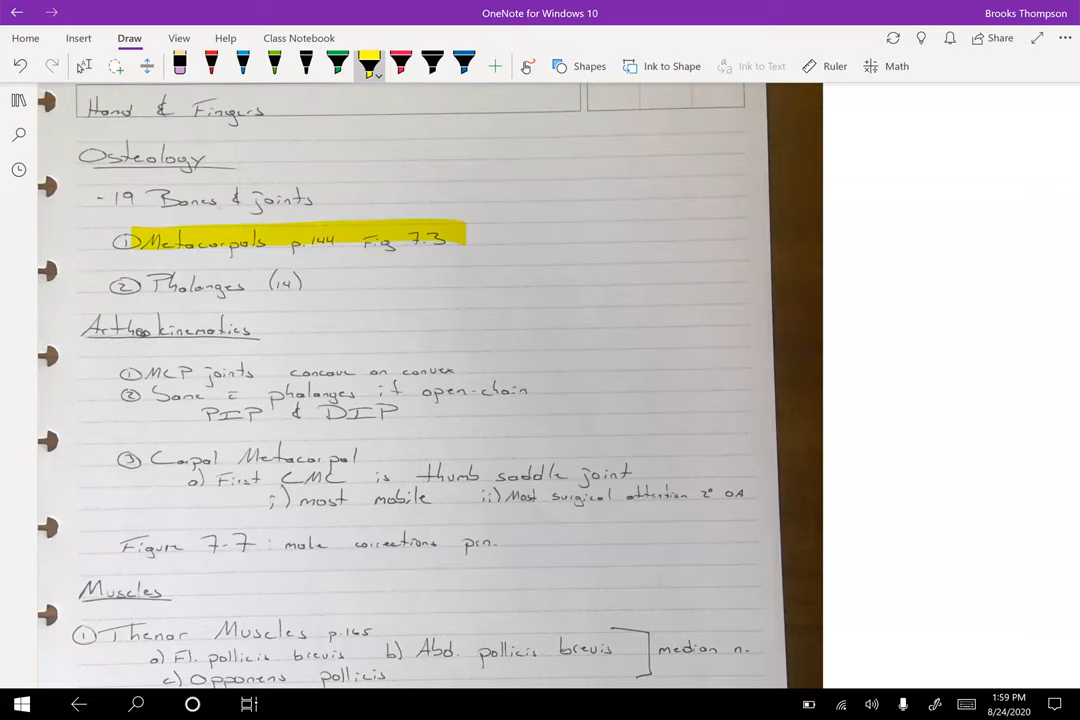 OneNote for Windows 10
Brooks Thompson
Home Insert Draw View Help Class Notebook
Share
Shapes Ink to Shape Ink to Text Ruler Math
Hand & Fingers
Osteology
- 19 Bones & joints
① Metacarpals p.144 Fig 7.3
② Phalanges (14)
Arthrokinematics
① MCP joints concave on convex
② Same c̄ phalanges if open-chain
PIP & DIP
③ Carpal Metacarpal
a) First CMC is thumb saddle joint
i) most mobile ii) Most surgical attention 2° OA
Figure 7-7: make corrections prn.
Muscles
① Thenar Muscles p.165
a) Fl. pollicis brevis b) Abd. pollicis brevis
median n.
c) Opponens pollicis
1:59 PM
8/24/2020